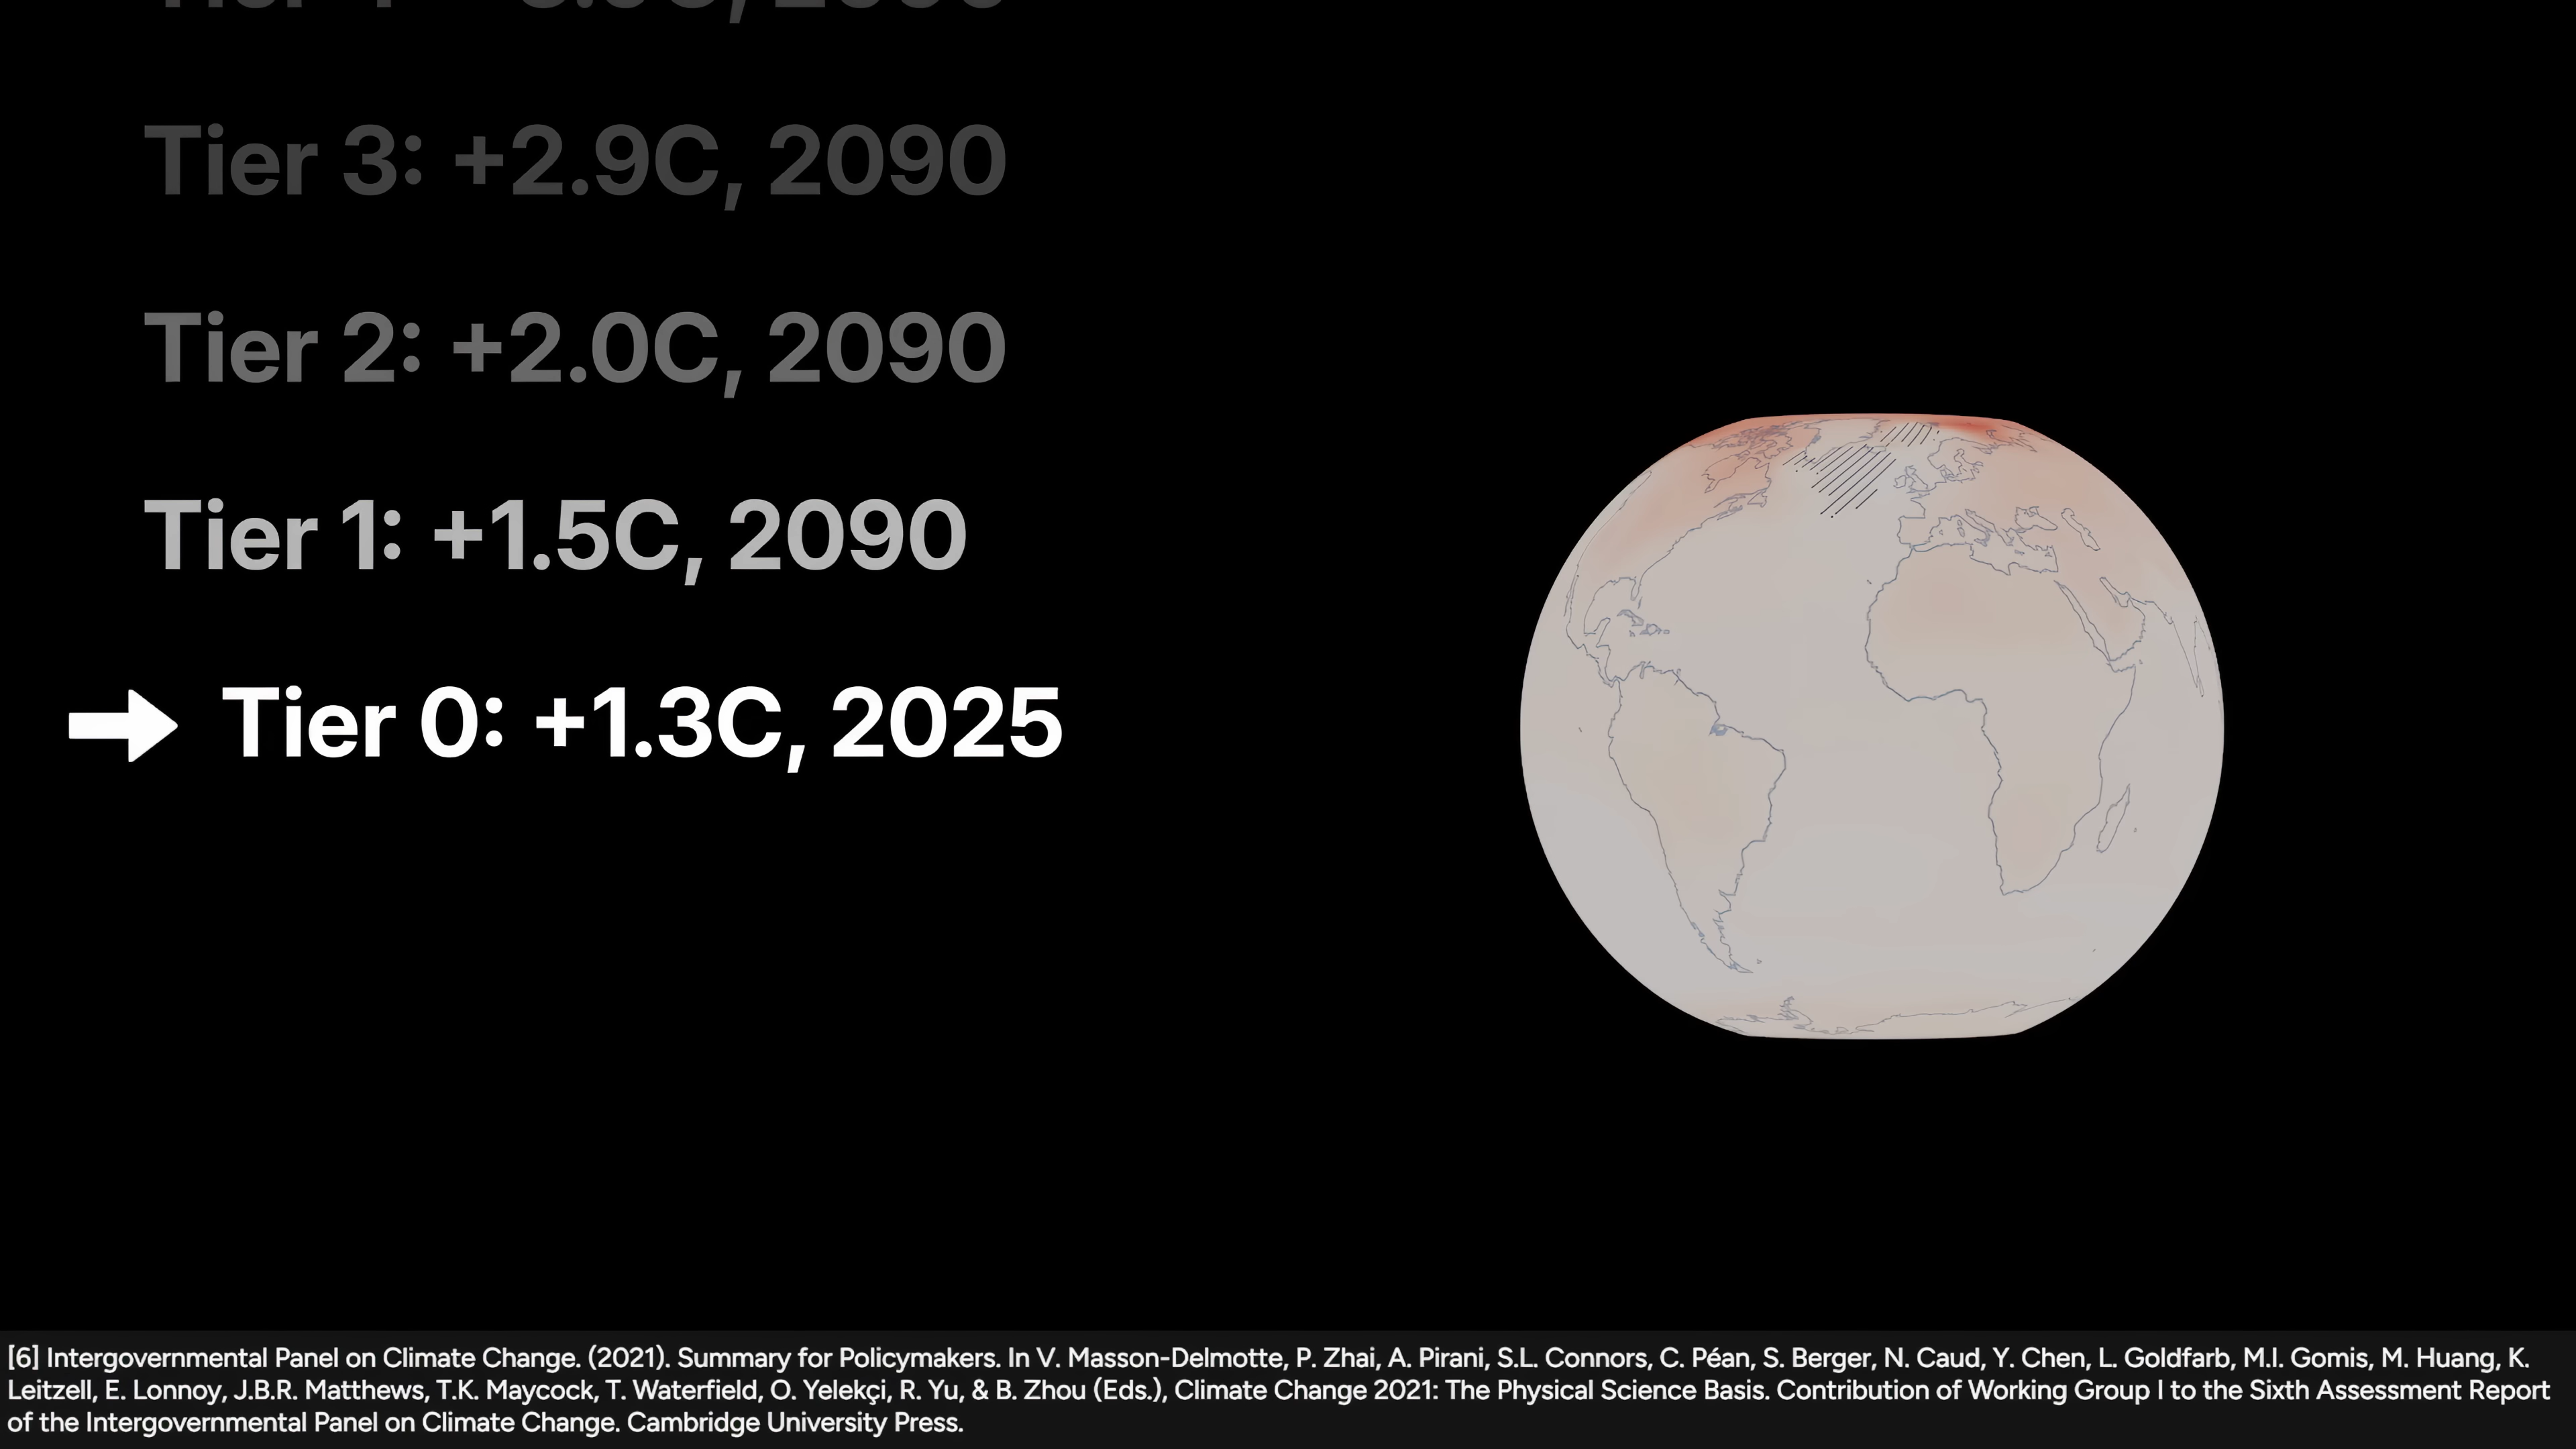 Tier 3: +2.9C, 2090
Tier 2: +2.0C, 2090
Tier 1: +1.5C, 2090
Tier 0: +1.3C, 2025
[6] Intergovernmental Panel on Climate Change. (2021). Summary for Policymakers. In V. Masson-Delmotte, P. Zhai, A. Pirani, S.L. Connors, C. Péan, S. Berger, N. Caud, Y. Chen, L. Goldfarb, M.I. Gomis, M. Huang, K.
Leitzell, E. Lonnoy, J.B.R. Matthews, T.K. Maycock, T. Waterfield, O. Yelekçi, R. Yu, & B. Zhou (Eds.), Climate Change 2021: The Physical Science Basis. Contribution of Working Group I to the Sixth Assessment Report
of the Intergovernmental Panel on Climate Change. Cambridge University Press.